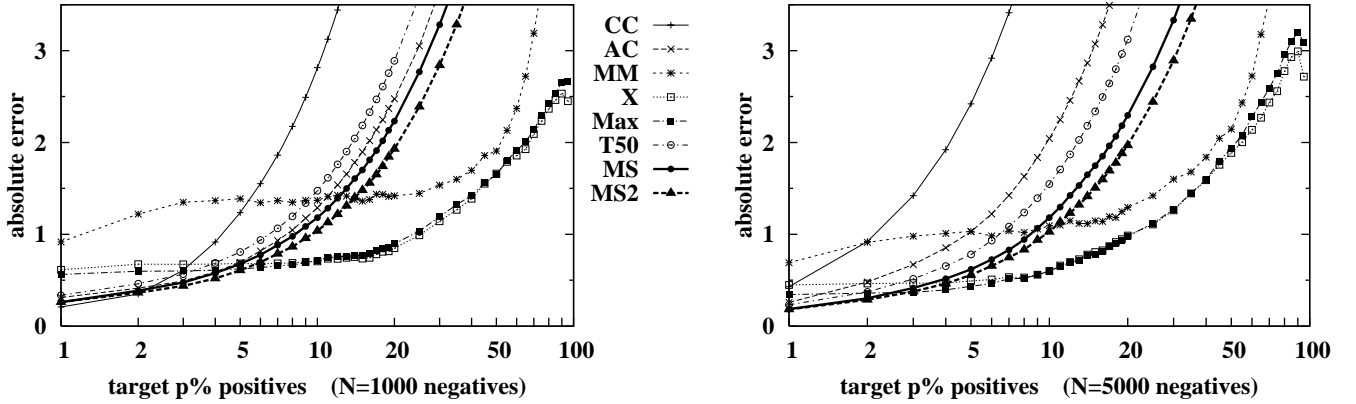 absolute error
3
2
1
0
1 2 5 10 20 50 100
target p% positives (N=1000 negatives)
CC
AC
MM
X
Max
T50
MS
MS2
absolute error
3
2
1
0
1 2 5 10 20 50 100
target p% positives (N=5000 negatives)